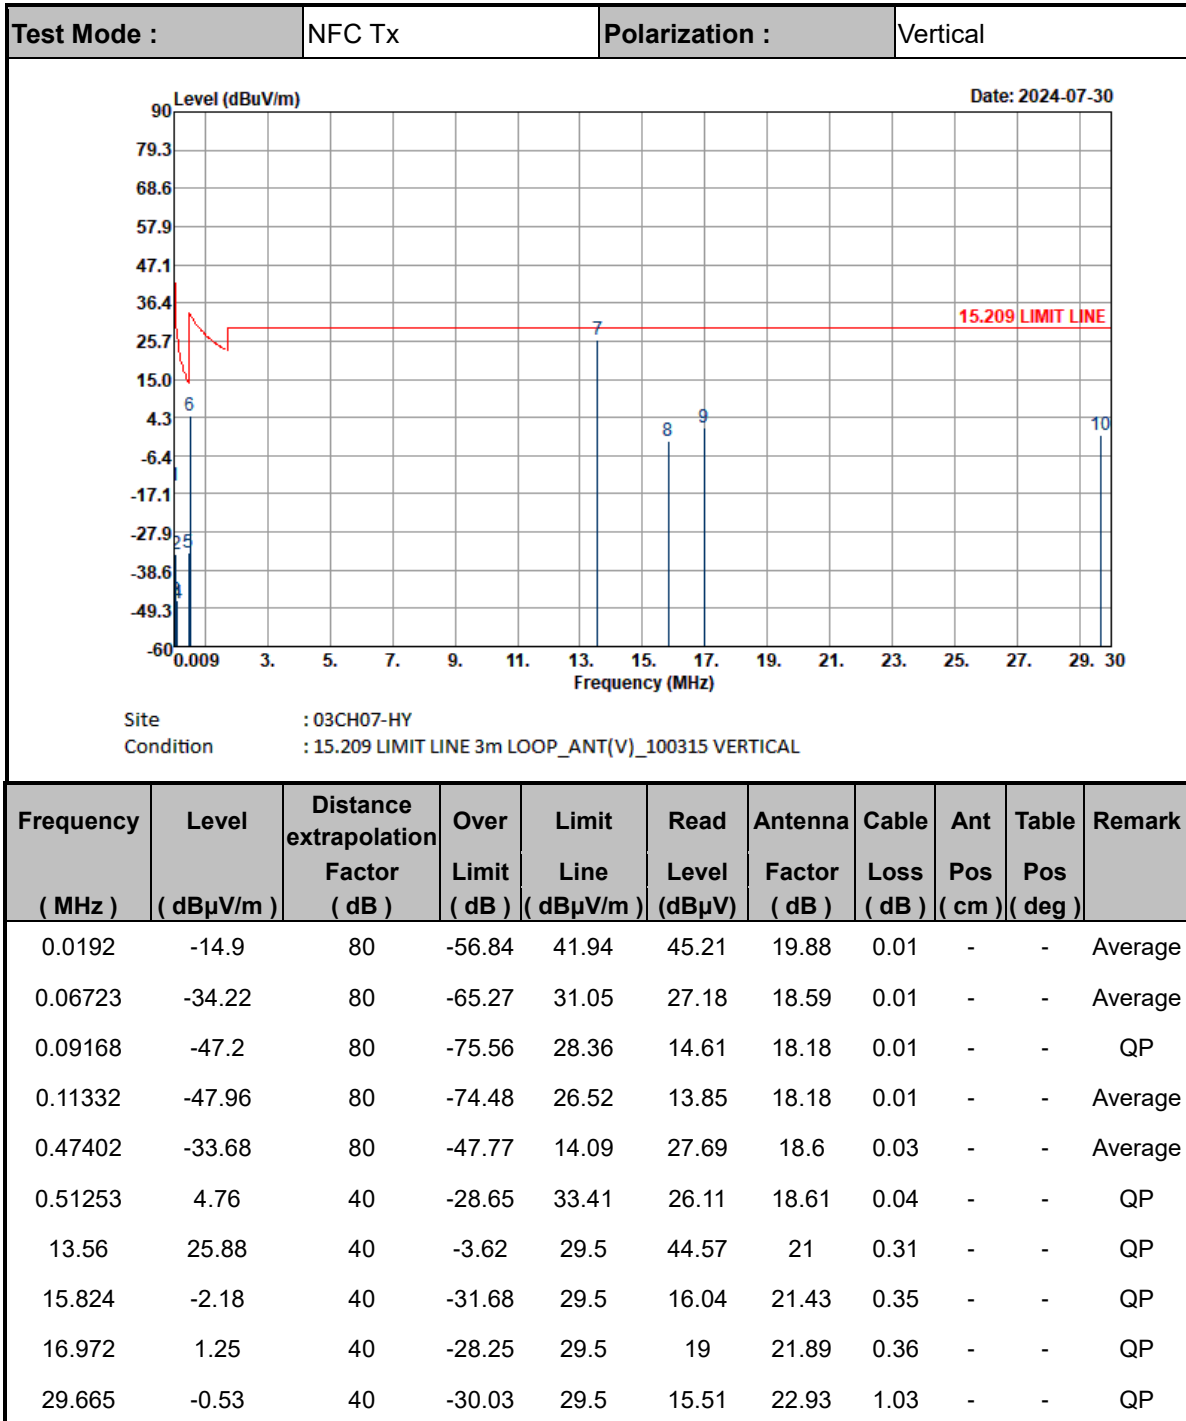 Test Mode : NFC Tx Polarization : Vertical
Level (dBuV/m) Date: 2024-07-30
90
79.3
68.6
57.9
47.1
36.4
15.209 LIMIT LINE
7
25.7
15.0
6
4.3
9
10
8
-6.4
1
-17.1
-27.9
2 5
-38.6
4
-49.3
-60
0.009 3. 5. 7. 9. 11. 13. 15. 17. 19. 21. 23. 25. 27. 29. 30
Frequency (MHz)
Site : 03CH07-HY
Condition : 15.209 LIMIT LINE 3m LOOP_ANT(V)_100315 VERTICAL
Frequency Level Distance extrapolation Over Limit Read Antenna Cable Ant Table Remark
Factor Limit Line Level Factor Loss Pos Pos
( MHz ) ( dBµV/m ) ( dB ) ( dB ) ( dBµV/m ) (dBµV) ( dB ) ( dB ) ( cm ) ( deg )
0.0192 -14.9 80 -56.84 41.94 45.21 19.88 0.01 - - Average
0.06723 -34.22 80 -65.27 31.05 27.18 18.59 0.01 - - Average
0.09168 -47.2 80 -75.56 28.36 14.61 18.18 0.01 - - QP
0.11332 -47.96 80 -74.48 26.52 13.85 18.18 0.01 - - Average
0.47402 -33.68 80 -47.77 14.09 27.69 18.6 0.03 - - Average
0.51253 4.76 40 -28.65 33.41 26.11 18.61 0.04 - - QP
13.56 25.88 40 -3.62 29.5 44.57 21 0.31 - - QP
15.824 -2.18 40 -31.68 29.5 16.04 21.43 0.35 - - QP
16.972 1.25 40 -28.25 29.5 19 21.89 0.36 - - QP
29.665 -0.53 40 -30.03 29.5 15.51 22.93 1.03 - - QP